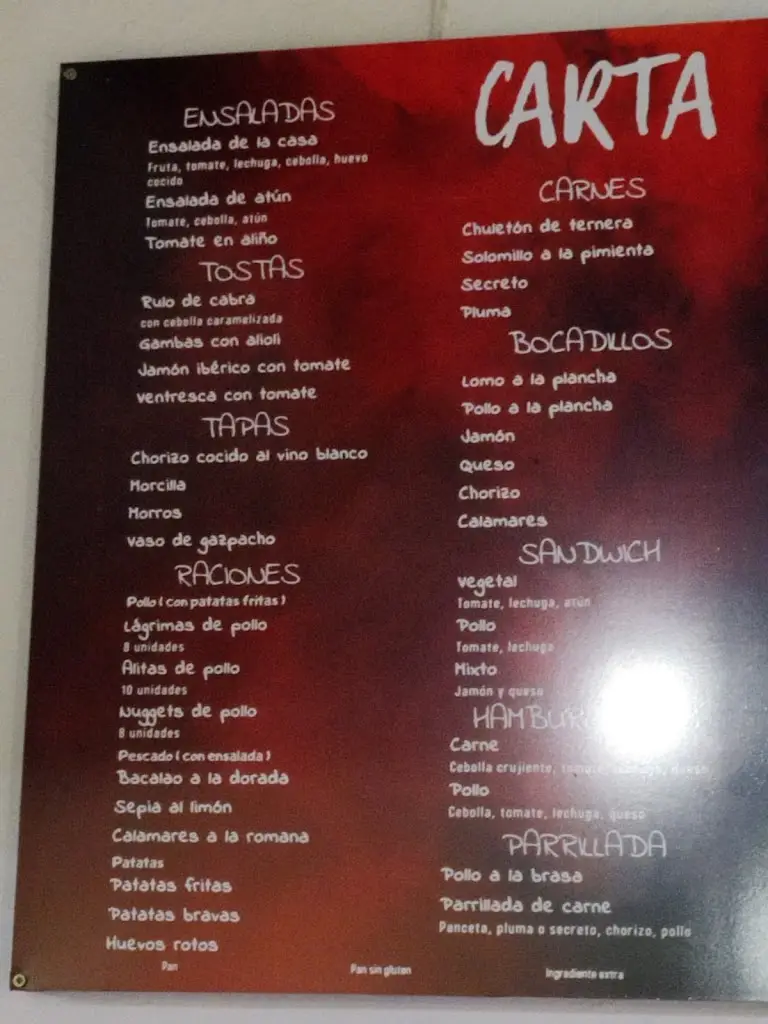 CARTA
ENSALADAS
Ensalada de la casa
Fruta, tomate, lechuga, cebolla, huevo
cocido
Ensalada de atún
Tomate, cebolla, atún
Tomate en aliño
TOSTAS
Rulo de cabra
con cebolla caramelizada
Gambas con alioli
Jamón ibérico con tomate
Ventresca con tomate
TAPAS
Chorizo cocido al vino blanco
Morcilla
Morros
Vaso de gazpacho
RACIONES
Pollo (con patatas fritas)
Lágrimas de pollo
8 unidades
Alitas de pollo
10 unidades
Nuggets de pollo
8 unidades
Pescado (con ensalada)
Bacalao a la dorada
Sepia al limón
Calamares a la romana
Patatas
Patatas fritas
Patatas bravas
Huevos rotos
CARNES
Chuletón de ternera
Solomillo a la pimienta
Secreto
Pluma
BOCADILLOS
Lomo a la plancha
Pollo a la plancha
Jamón
Queso
Chorizo
Calamares
SANDWICH
Vegetal
Tomate, lechuga, atún
Pollo
Tomate, lechuga
Mixto
Jamón y queso
Carne
Cebolla crujiente, tomate, lechuga, queso
Pollo
Cebolla, tomate, lechuga, queso
PARRILLADA
Pollo a la brasa
Parrillada de carne
Panceta, pluma o secreto, chorizo, pollo
Pan
Pan sin gluten
Ingrediente extra